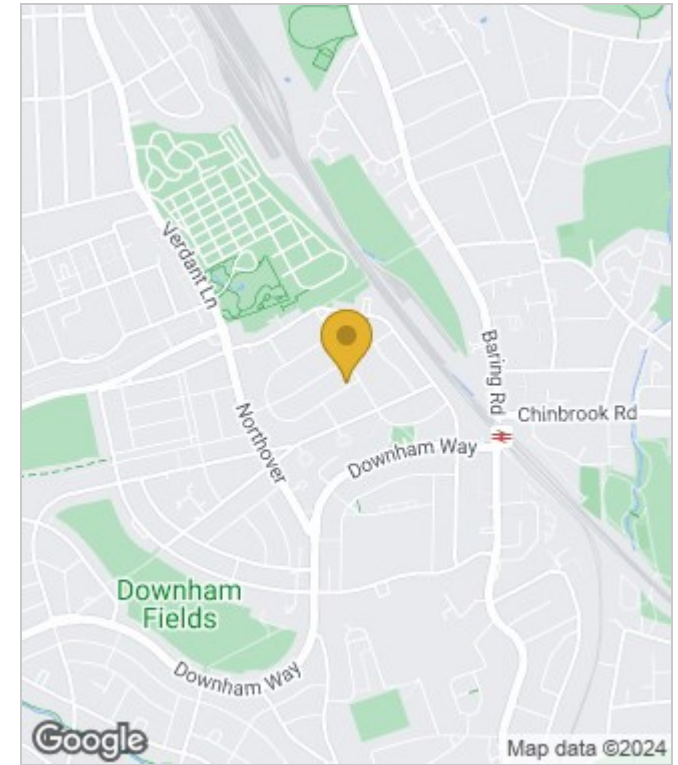 Verdant Ln
Baring Rd
Chinbrook Rd
Northover
Downham Way
Downham
Fields
Downham Way
Google
Map data ©2024